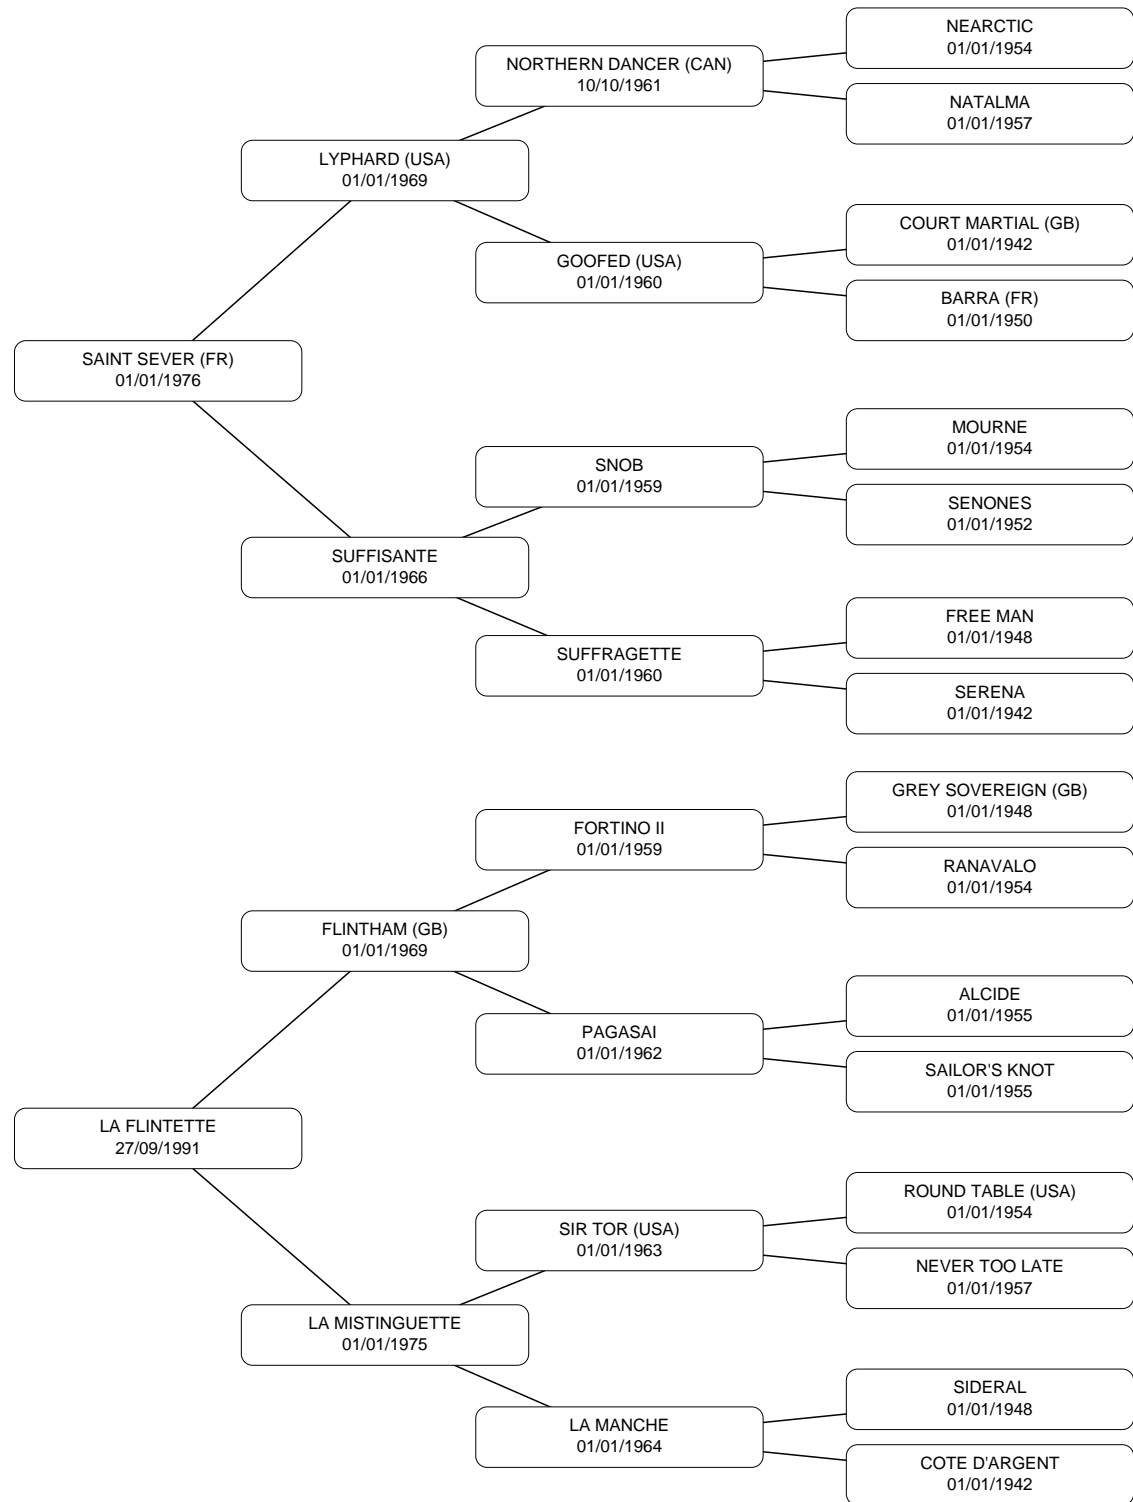 NEARCTIC
01/01/1954
NORTHERN DANCER (CAN)
10/10/1961
NATALMA
01/01/1957
LYPHARD (USA)
01/01/1969
COURT MARTIAL (GB)
01/01/1942
GOOFED (USA)
01/01/1960
BARRA (FR)
01/01/1950
SAINT SEVER (FR)
01/01/1976
MOURNE
01/01/1954
SNOB
01/01/1959
SENONES
01/01/1952
SUFFISANTE
01/01/1966
FREE MAN
01/01/1948
SUFFRAGETTE
01/01/1960
SERENA
01/01/1942
GREY SOVEREIGN (GB)
01/01/1948
FORTINO II
01/01/1959
RANAVALO
01/01/1954
FLINTHAM (GB)
01/01/1969
ALCIDE
01/01/1955
PAGASAI
01/01/1962
SAILOR'S KNOT
01/01/1955
LA FLINTETTE
27/09/1991
ROUND TABLE (USA)
01/01/1954
SIR TOR (USA)
01/01/1963
NEVER TOO LATE
01/01/1957
LA MISTINGUETTE
01/01/1975
SIDERAL
01/01/1948
LA MANCHE
01/01/1964
COTE D'ARGENT
01/01/1942